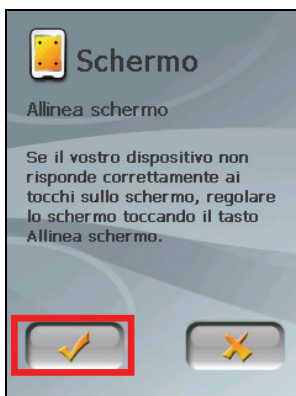 Schermo
Allinea schermo
Se il vostro dispositivo non
risponde correttamente ai
tocchi sullo schermo, regolare
lo schermo toccando il tasto
Allinea schermo.